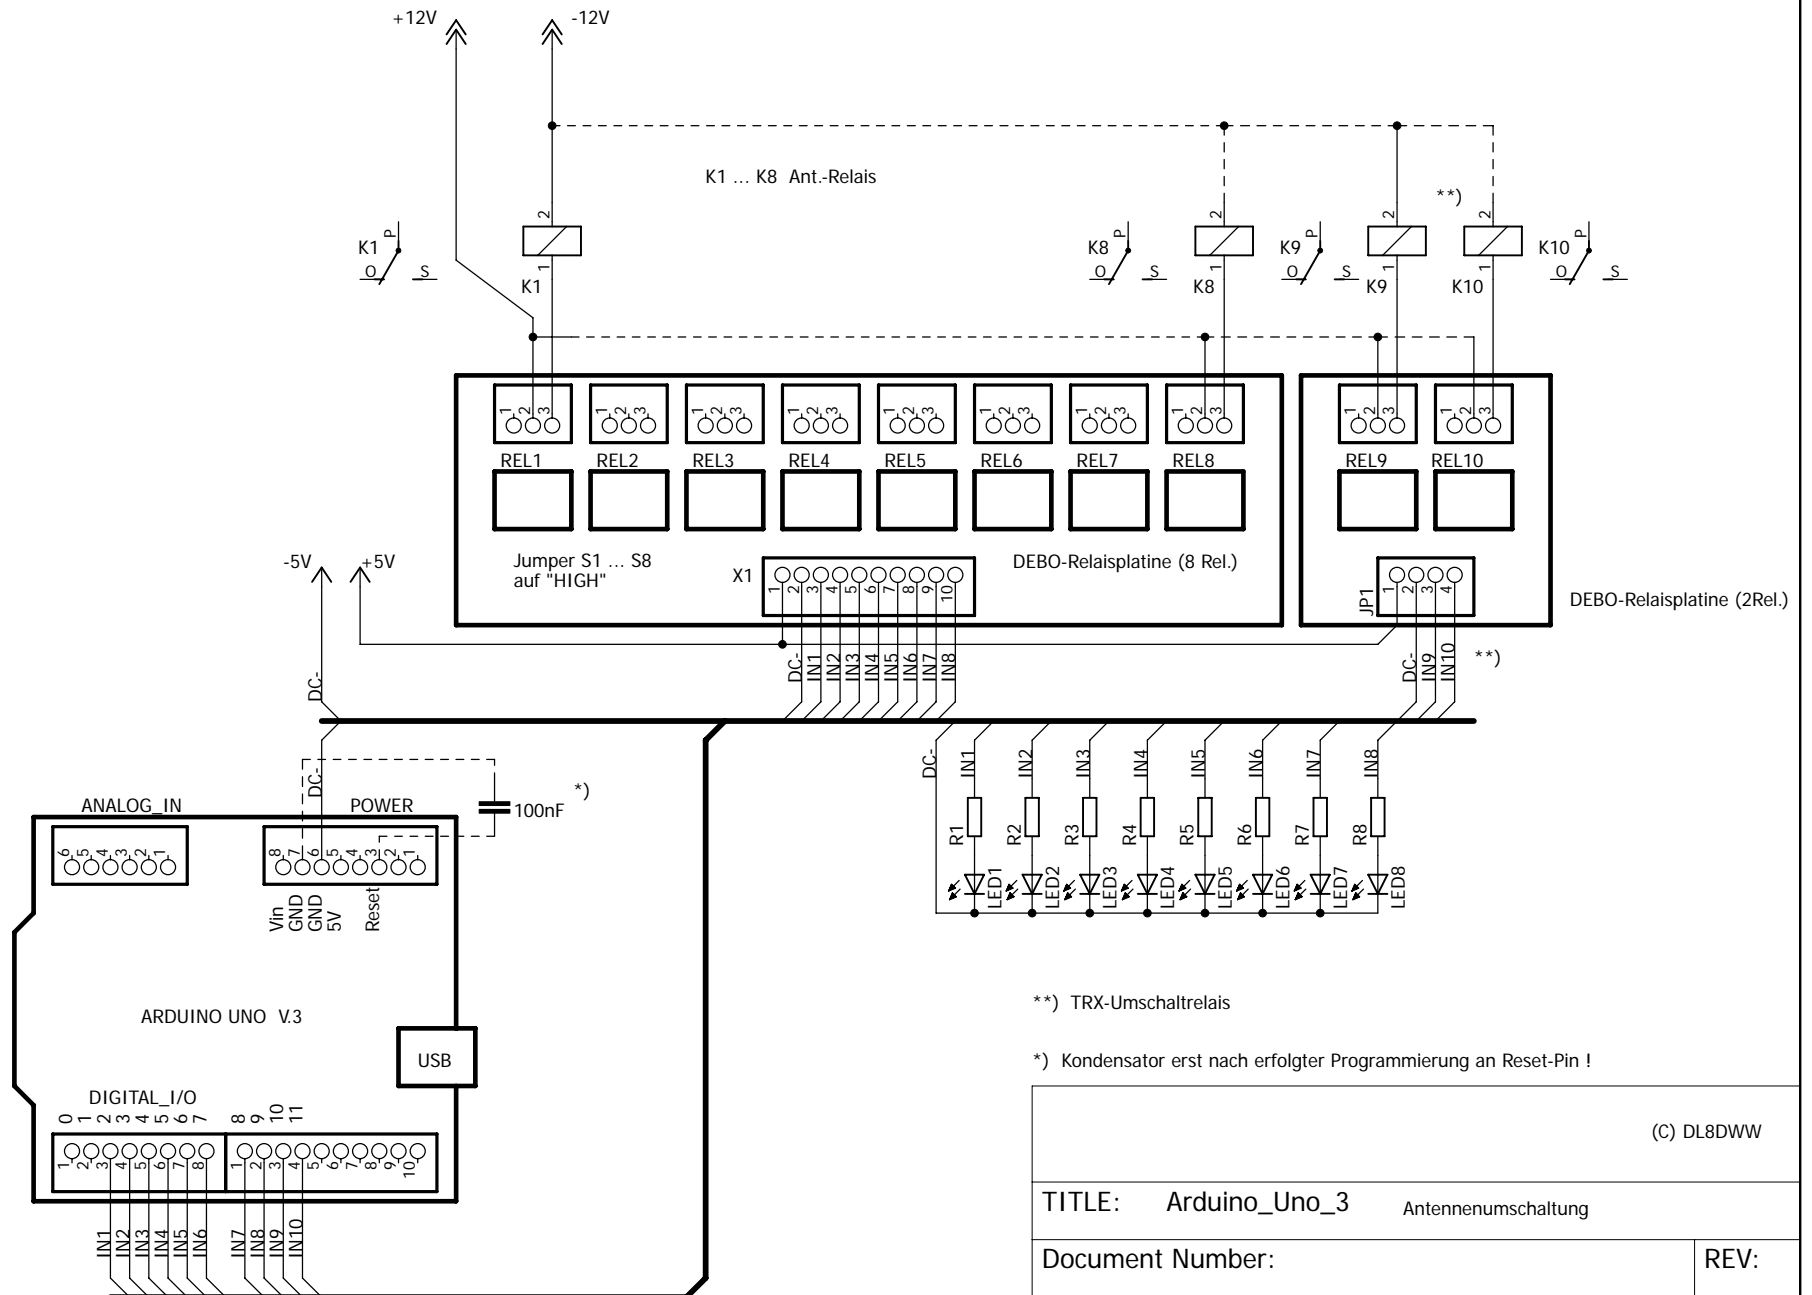 +12V
-12V
K1 ... K8 Ant.-Relais
**)
2
2
2
2
K1
P
O
S
K8
P
O
S
K9
P
O
S
K10
P
O
S
1
1
1
1
K1
K8
K9
K10
1 2 3
1 2 3
1 2 3
1 2 3
1 2 3
1 2 3
1 2 3
1 2 3
1 2 3
1 2 3
REL1
REL2
REL3
REL4
REL5
REL6
REL7
REL8
REL9
REL10
-5V
+5V
Jumper S1 ... S8
auf "HIGH"
X1
1 2 3 4 5 6 7 8 9 10
DEBO-Relaisplatine (8 Rel.)
JP1
1 2 3 4
DEBO-Relaisplatine (2Rel.)
DC-
DC-
IN1
IN2
IN3
IN4
IN5
IN6
IN7
IN8
DC-
IN9
IN10
**)
DC-
DC-
IN1
IN2
IN3
IN4
IN5
IN6
IN7
IN8
100nF
*)
ANALOG_IN
POWER
6 5 4 3 2 1
8 7 6 5 4 3 2 1
Vin
GND
GND
5V
Reset
R1
R2
R3
R4
R5
R6
R7
R8
LED1
LED2
LED3
LED4
LED5
LED6
LED7
LED8
ARDUINO UNO V.3
USB
**) TRX-Umschaltrelais
*) Kondensator erst nach erfolgter Programmierung an Reset-Pin !
DIGITAL_I/O
0 1 2 3 4 5 6 7
8 9 10 11
1 2 3 4 5 6 7 8
1 2 3 4 5 6 7 8 9 10
IN1
IN2
IN3
IN4
IN5
IN6
IN7
IN8
IN9
IN10
(C) DL8DWW
TITLE: Arduino_Uno_3 Antennenumschaltung
Document Number:
REV: